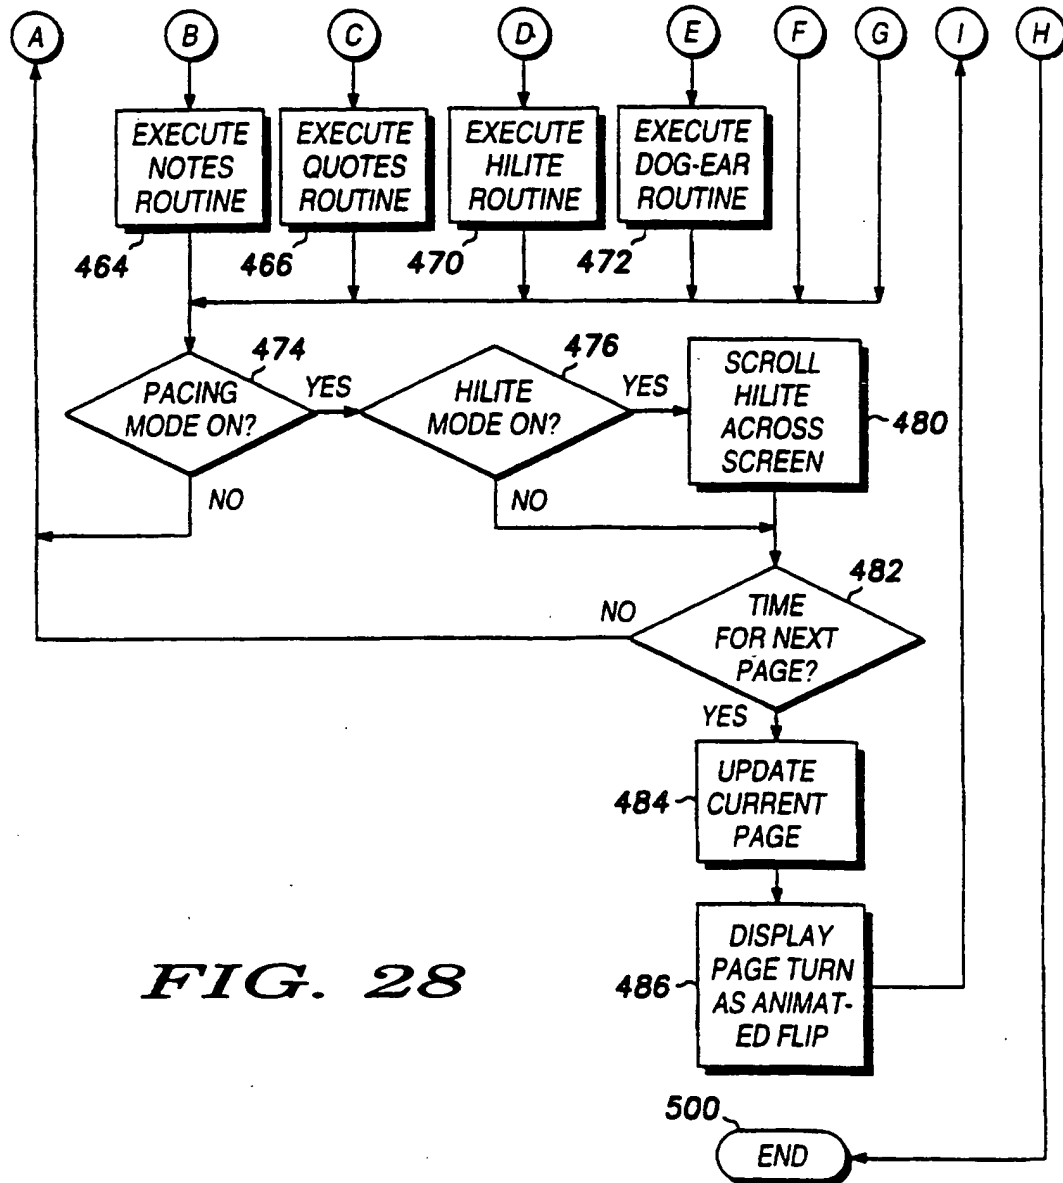 A
B
C
D
E
F
G
I
H
EXECUTE
NOTES
ROUTINE
464
EXECUTE
QUOTES
ROUTINE
466
EXECUTE
HILITE
ROUTINE
470
EXECUTE
DOG-EAR
ROUTINE
472
PACING
MODE ON?
474
YES
NO
HILITE
MODE ON?
476
YES
NO
SCROLL
HILITE
ACROSS
SCREEN
480
TIME
FOR NEXT
PAGE?
482
NO
YES
UPDATE
CURRENT
PAGE
484
DISPLAY
PAGE TURN
AS ANIMAT-
ED FLIP
486
500
END
FIG. 28